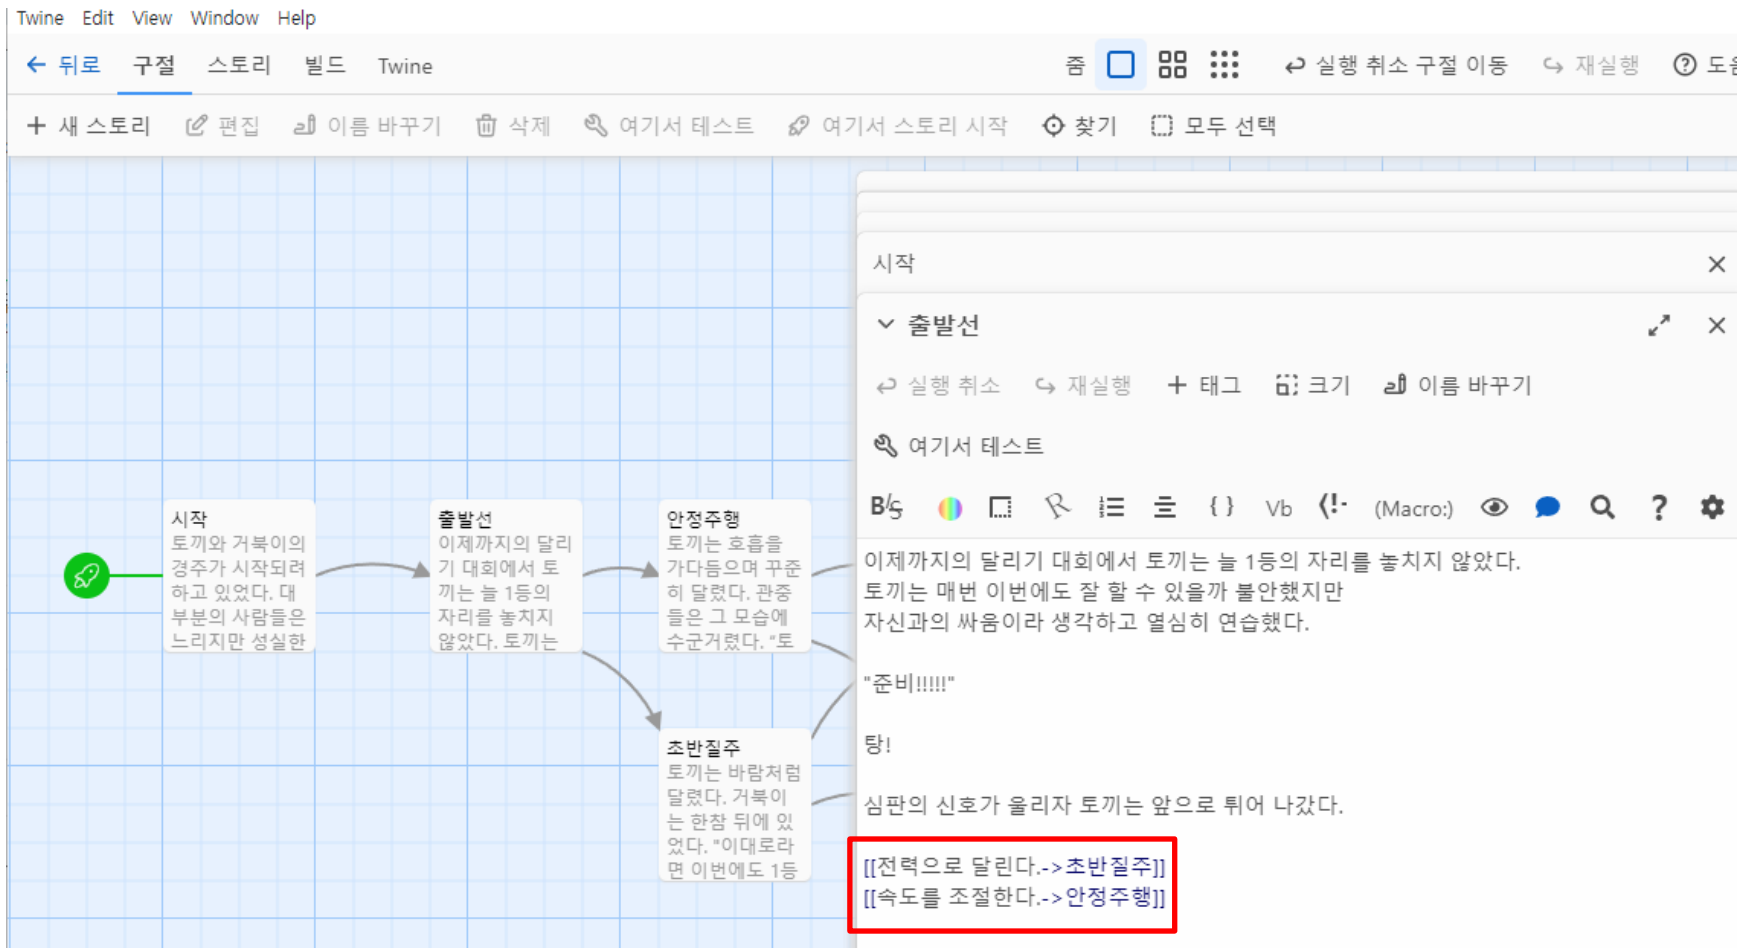 Twine Edit View Window Help
← 뒤로 구절 스토리 빌드 Twine 줌 실행 취소 구절 이동 재실행
+ 새 스토리 편집 이름 바꾸기 삭제 여기서 테스트 여기서 스토리 시작 찾기 모두 선택
시작
토끼와 거북이의
경주가 시작되려
하고 있었다. 대
부분의 사람들은
느리지만 성실한
출발선
이제까지의 달리
기 대회에서 토
끼는 늘 1등의
자리를 놓치지
않았다. 토끼는
안정주행
토끼는 호흡을
가다듬으며 꾸준
히 달렸다. 관중
들은 그 모습에
수군거렸다. "토
초반질주
토끼는 바람처럼
달렸다. 거북이
는 한참 뒤에 있
었다. "이대로라
면 이번에도 1등
시작
출발선
실행 취소 재실행 + 태그 크기 이름 바꾸기
여기서 테스트
{ } Vb (Macro:) ?
이제까지의 달리기 대회에서 토끼는 늘 1등의 자리를 놓치지 않았다.
토끼는 매번 이번에도 잘 할 수 있을까 불안했지만
자신과의 싸움이라 생각하고 열심히 연습했다.
"준비!!!!!"
탕!
심판의 신호가 울리자 토끼는 앞으로 튀어 나갔다.
[[전력으로 달린다.->초반질주]]
[[속도를 조절한다.->안정주행]]